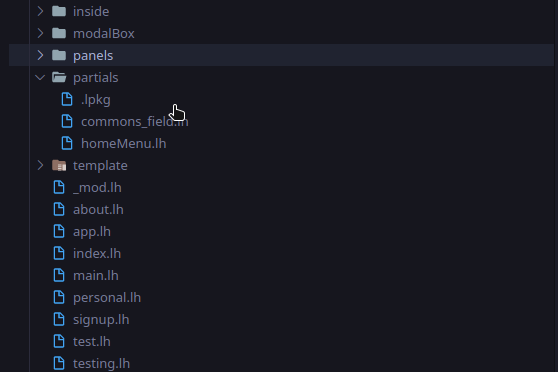 inside
modalBox
panels
partials
.lpkg
commons_field.lh
homeMenu.lh
template
_mod.lh
about.lh
app.lh
index.lh
main.lh
personal.lh
signup.lh
test.lh
testing.lh